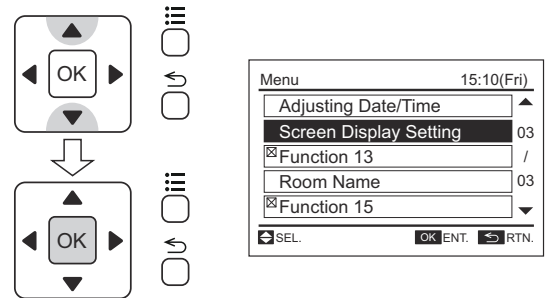 OK
OK
Menu 15:10(Fri)
Adjusting Date/Time
Screen Display Setting 03
Function 13 /
Room Name 03
Function 15
SEL. OK ENT. RTN.